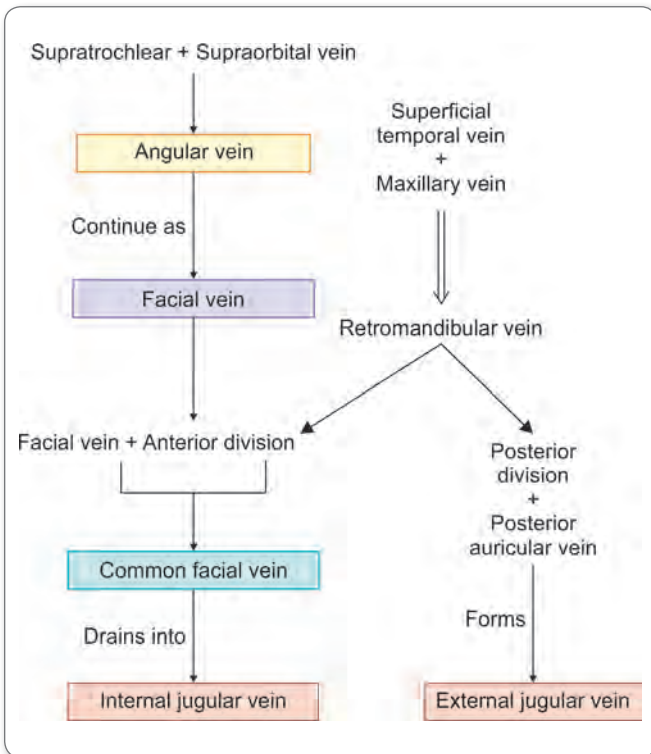 Supratrochlear + Supraorbital vein
Angular vein
Continue as
Facial vein
Superficial
temporal vein
+
Maxillary vein
Retromandibular vein
Facial vein + Anterior division
Posterior
division
+
Posterior
auricular vein
Common facial vein
Drains into
Forms
Internal jugular vein
External jugular vein